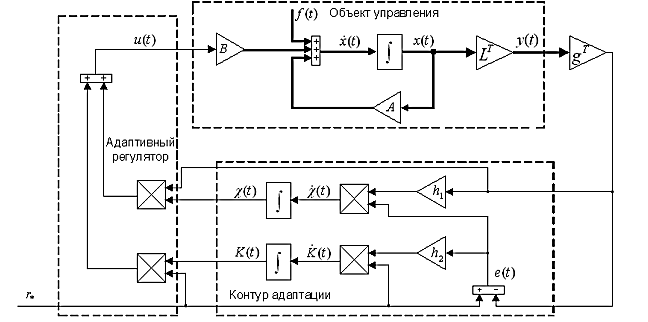 f(t) Объект управления
u(t) B + + + ẋ(t) ∫ x(t) L^T y(t) g^T
+ +
A
Адаптивный
регулятор
χ(t) ∫ χ̇(t) h₁
K(t) ∫ K̇(t) h₂
e(t)
+ −
Контур адаптации
r*